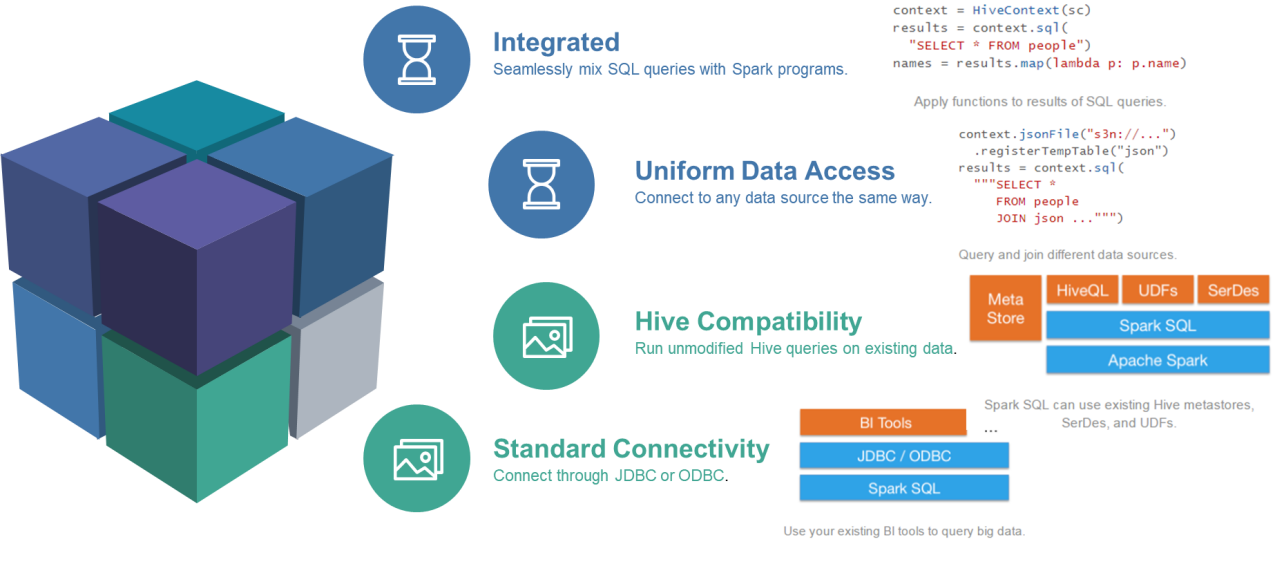 Integrated
Seamlessly mix SQL queries with Spark programs.
context = HiveContext(sc)
results = context.sql(
"SELECT * FROM people")
names = results.map(lambda p: p.name)
Apply functions to results of SQL queries.
Uniform Data Access
Connect to any data source the same way.
context.jsonFile("s3n://...")
.registerTempTable("json")
results = context.sql(
"""SELECT *
FROM people
JOIN json ...""")
Query and join different data sources.
Hive Compatibility
Run unmodified Hive queries on existing data.
Meta
Store
HiveQL
UDFs
SerDes
Spark SQL
Apache Spark
Spark SQL can use existing Hive metastores,
SerDes, and UDFs.
Standard Connectivity
Connect through JDBC or ODBC.
BI Tools
...
JDBC / ODBC
Spark SQL
Use your existing BI tools to query big data.